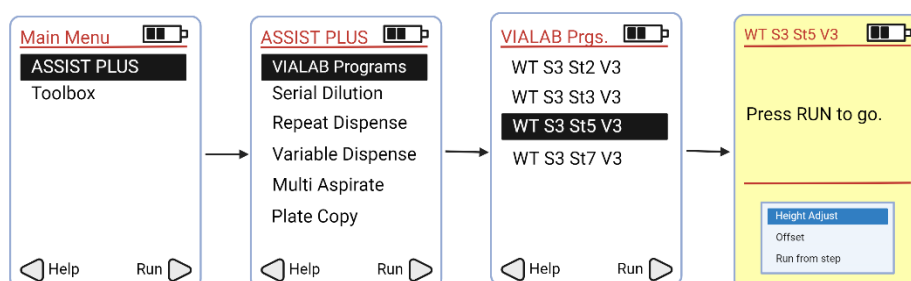 Main Menu
ASSIST PLUS
Toolbox
Help Run
ASSIST PLUS
VIALAB Programs
Serial Dilution
Repeat Dispense
Variable Dispense
Multi Aspirate
Plate Copy
Help Run
VIALAB Prgs.
WT S3 St2 V3
WT S3 St3 V3
WT S3 St5 V3
WT S3 St7 V3
Help Run
WT S3 St5 V3
Press RUN to go.
Height Adjust
Offset
Run from step